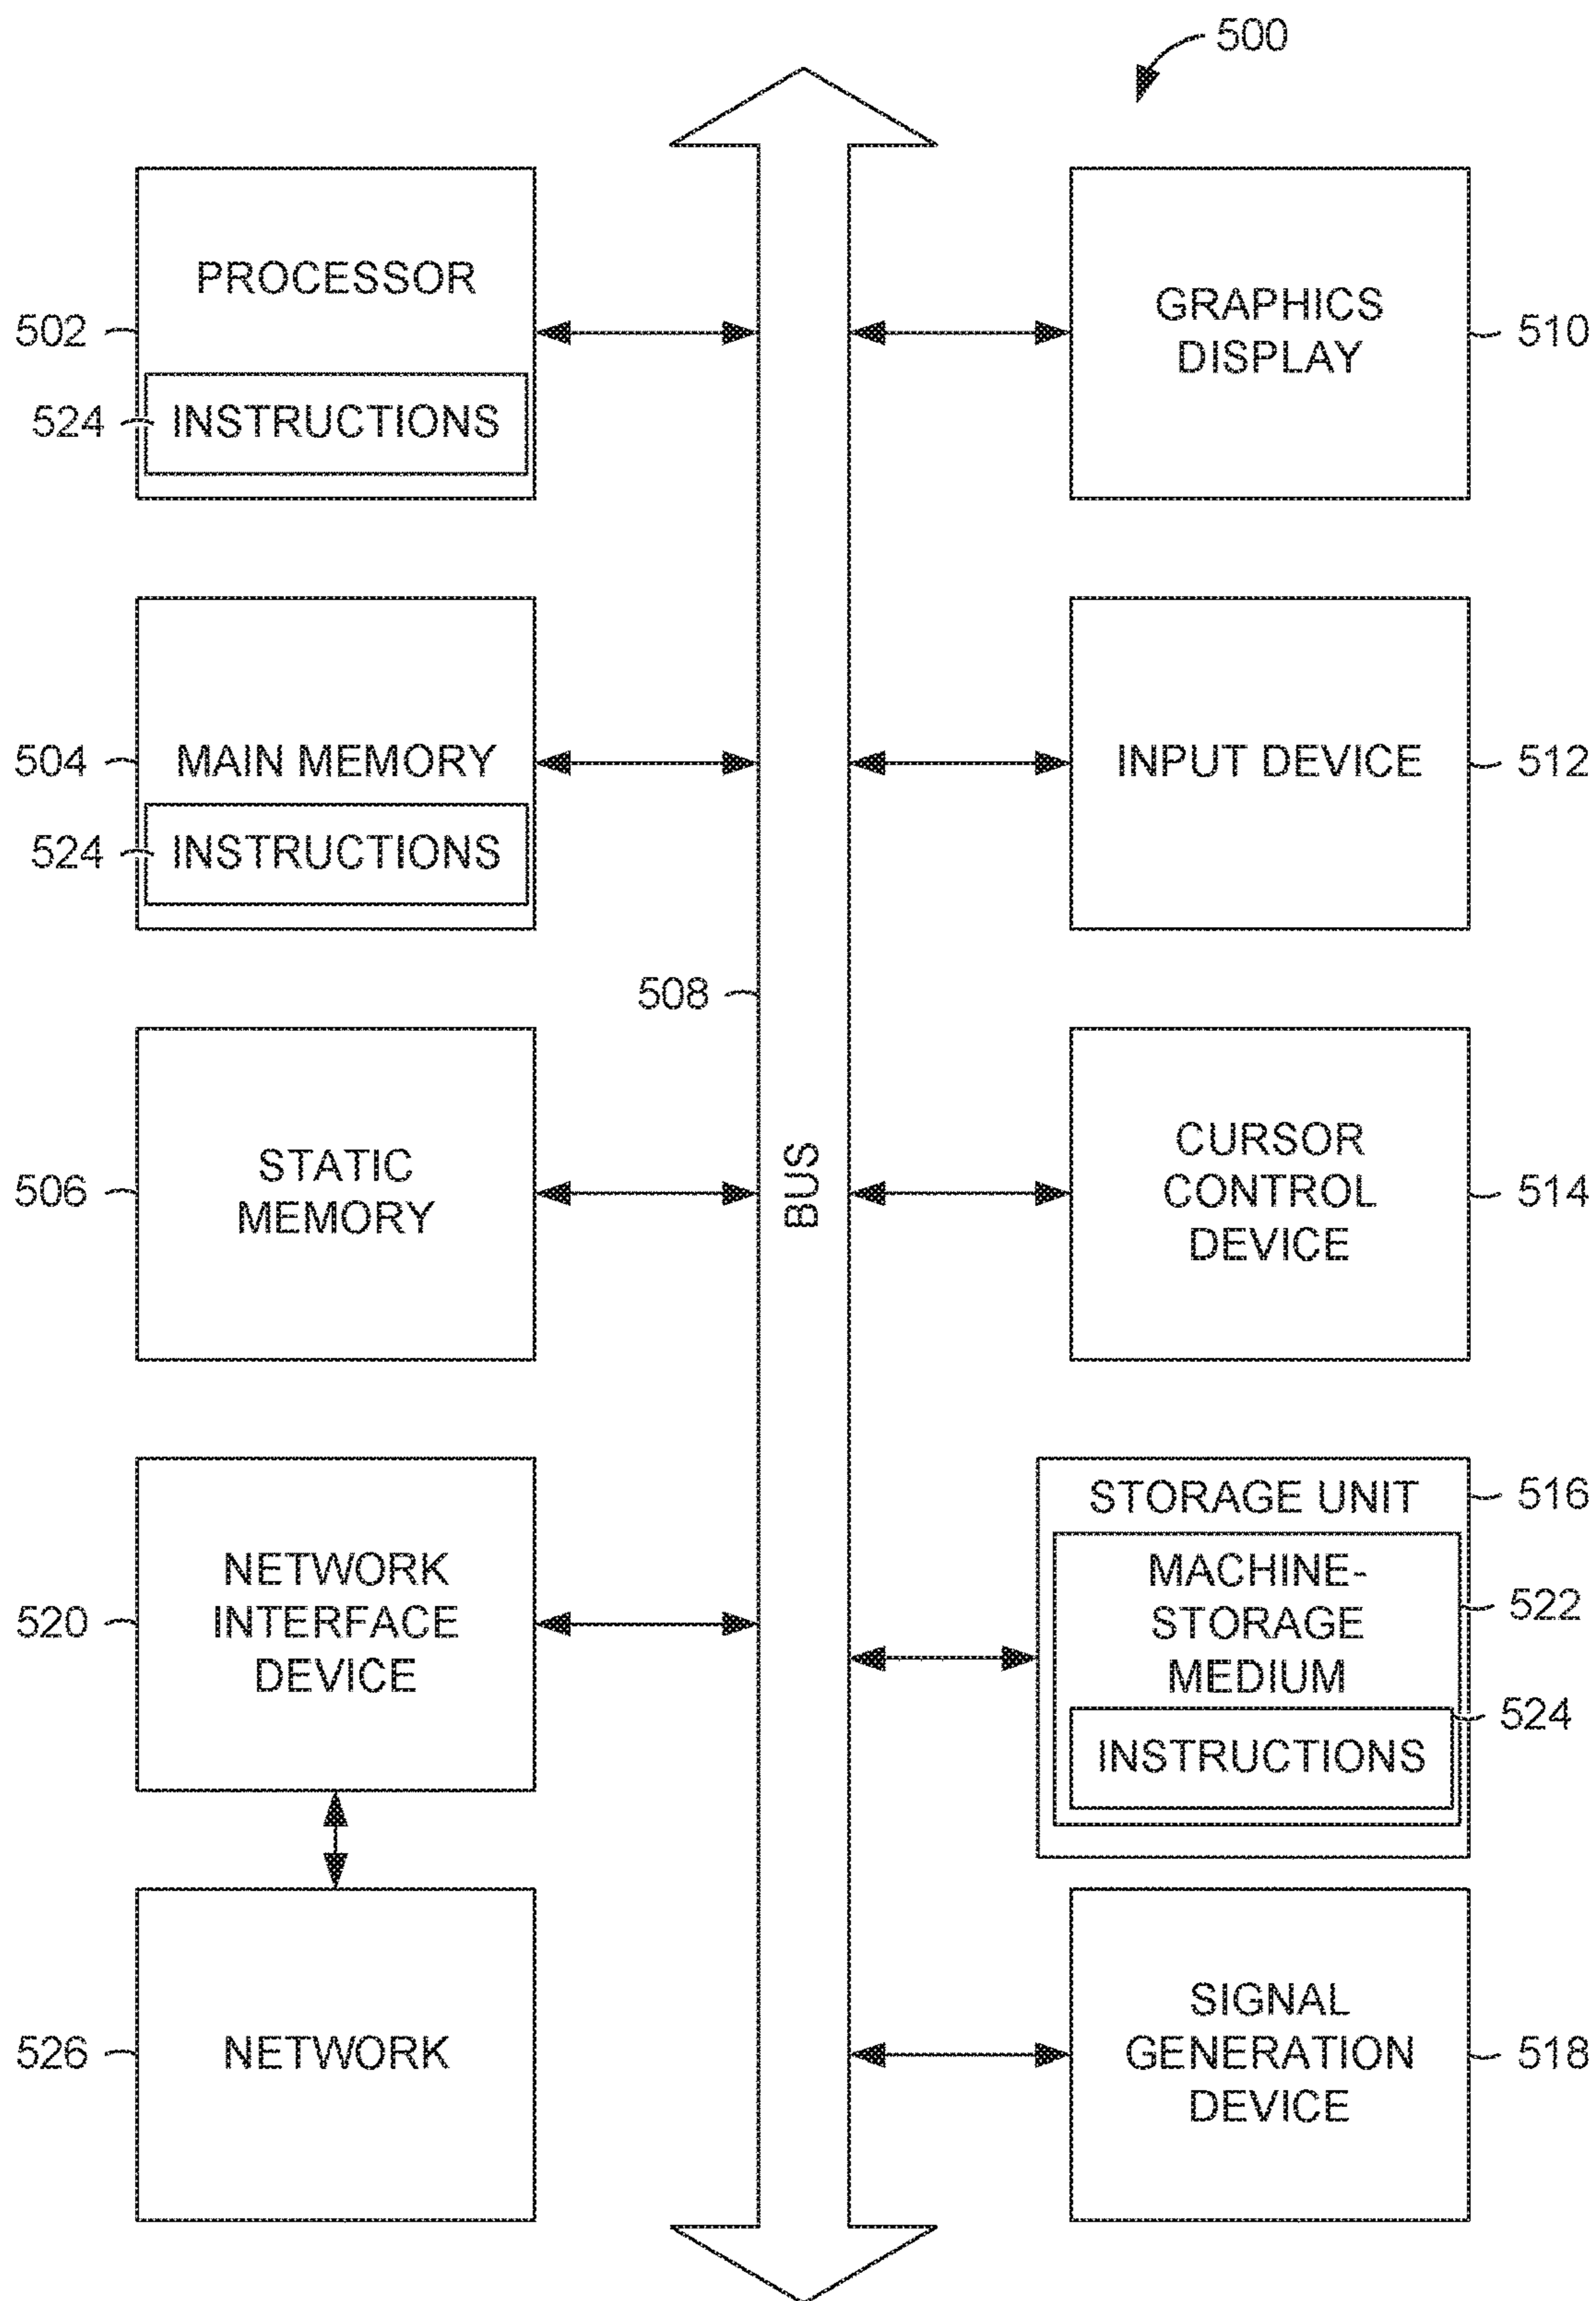 500
PROCESSOR
502
524
INSTRUCTIONS
GRAPHICS
DISPLAY
510
504
MAIN MEMORY
524
INSTRUCTIONS
INPUT DEVICE
512
508
BUS
506
STATIC
MEMORY
CURSOR
CONTROL
DEVICE
514
520
NETWORK
INTERFACE
DEVICE
STORAGE UNIT
516
MACHINE-
STORAGE
MEDIUM
522
524
INSTRUCTIONS
526
NETWORK
SIGNAL
GENERATION
DEVICE
518